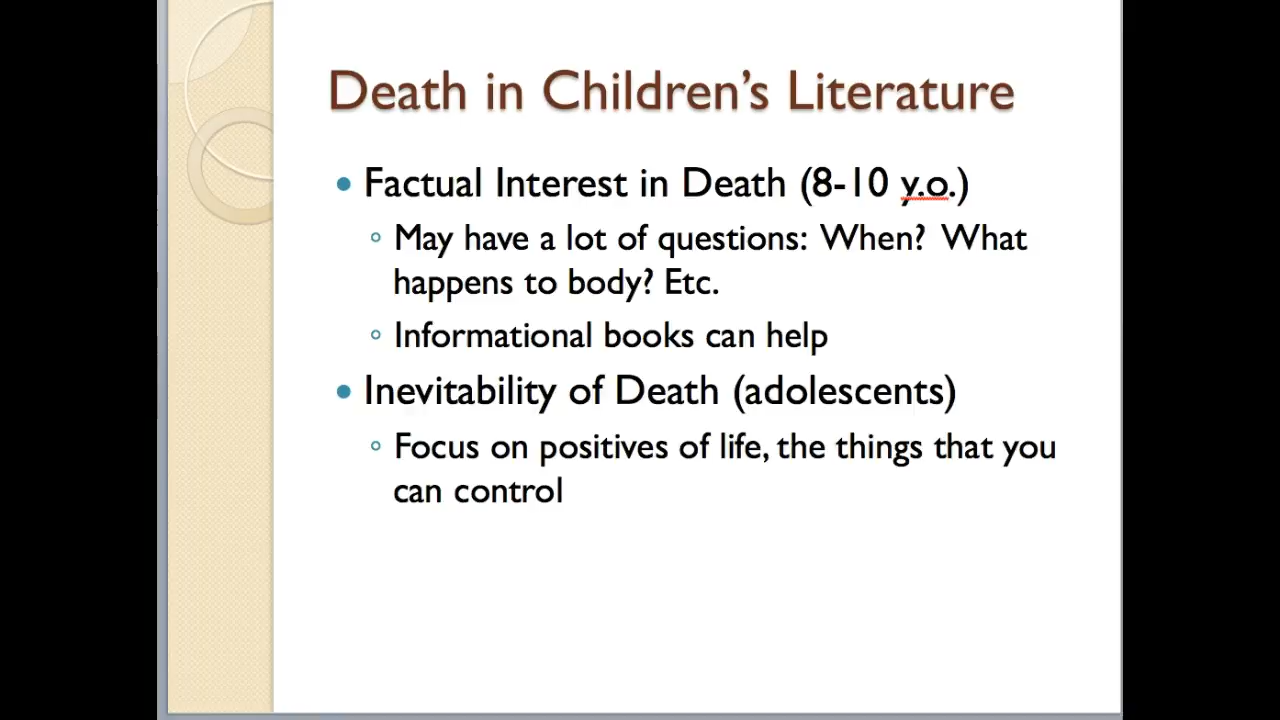 Death in Children's Literature
• Factual Interest in Death (8-10 y.o.)
◦ May have a lot of questions:  When?  What
happens to body? Etc.
◦ Informational books can help
• Inevitability of Death (adolescents)
◦ Focus on positives of life, the things that you
can control